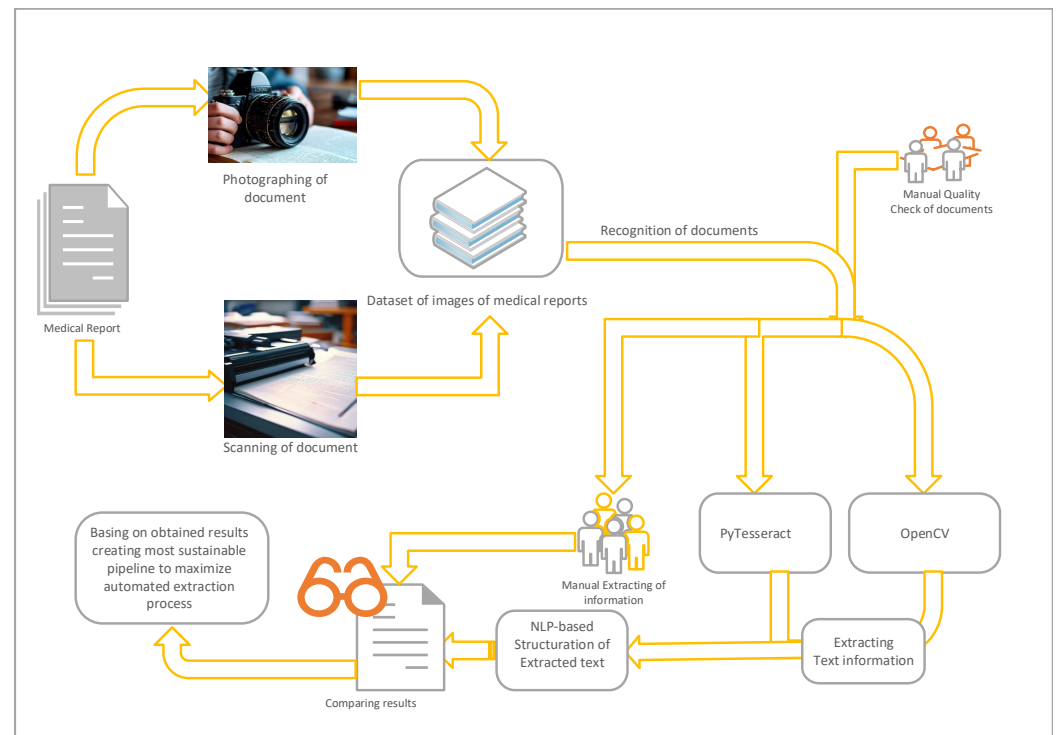 Photographing of
document
Manual Quality
Check of documents
Recognition of documents
Dataset of images of medical reports
Medical Report
Scanning of document
Basing on obtained results
creating most sustainable
pipeline to maximize
automated extraction
process
PyTesseract
OpenCV
Manual Extracting of
information
NLP-based
Structuration of
Extracted text
Extracting
Text information
Comparing results